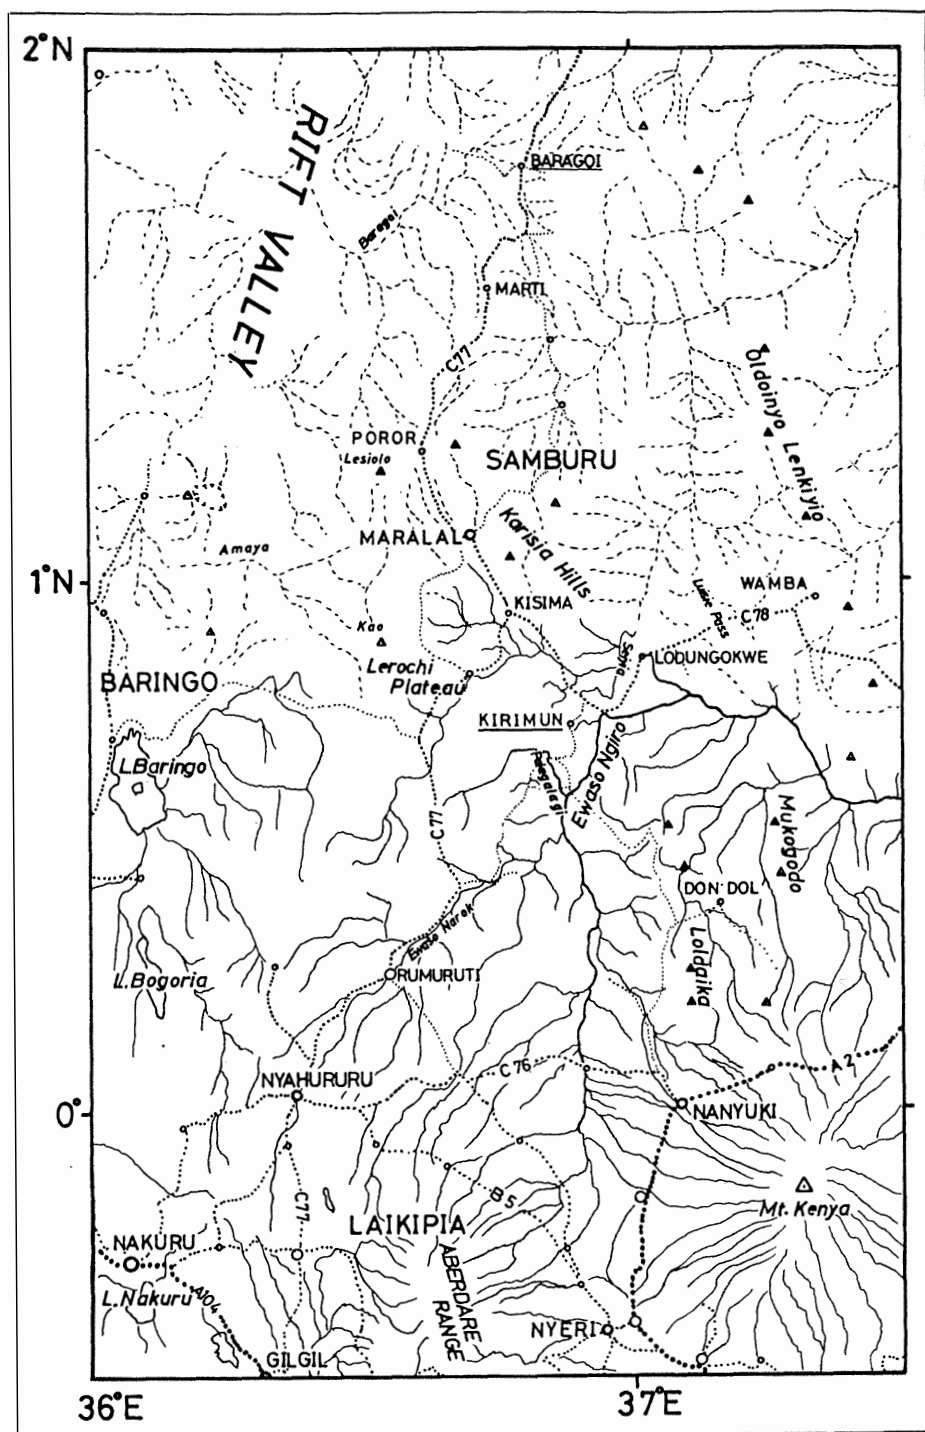 2°N
RIFT VALLEY
BARAGOI
Baragoi
MARTI
C77
Oldoinyo Lenkiyio
POROR
Lesiolo
SAMBURU
MARALAL
Karisia Hills
Amaya
1°N
WAMBA
KISIMA
C78
Lusie Pass
Kao
Seya
LODUNGOKWE
Lerochi
Plateau
BARINGO
KIRIMUN
L.Baringo
Ewaso Ngiro
C77
Mukogodo
DON DOL
Ewaso Narok
Loldaika
L.Bogoria
RUMURUTI
C76
A2
NYAHURURU
0°
NANYUKI
B5
C77
Mt. Kenya
LAIKIPIA
NAKURU
ABERDARE
RANGE
L.Nakuru
A104
NYERI
GILGIL
36°E
37°E